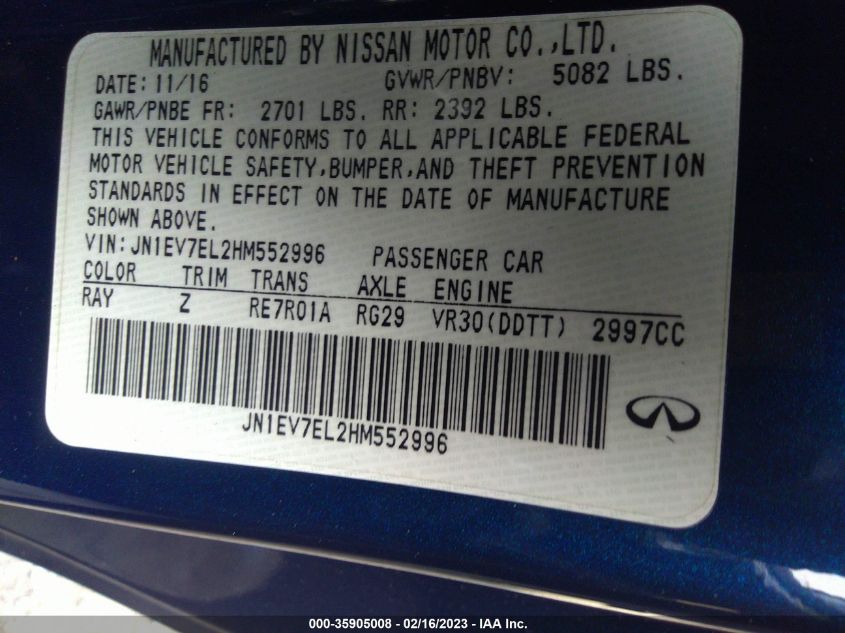 MANUFACTURED BY NISSAN MOTOR CO.,LTD.
DATE: 11/16 GVWR/PNBV: 5082 LBS.
GAWR/PNBE FR: 2701 LBS. RR: 2392 LBS.
THIS VEHICLE CONFORMS TO ALL APPLICABLE FEDERAL
MOTOR VEHICLE SAFETY,BUMPER,AND THEFT PREVENTION
STANDARDS IN EFFECT ON THE DATE OF MANUFACTURE
SHOWN ABOVE.
VIN:JN1EV7EL2HM552996 PASSENGER CAR
COLOR TRIM TRANS AXLE ENGINE
RAY Z RE7R01A RG29 VR30(DDTT) 2997CC
JN1EV7EL2HM552996
000-35905008 - 02/16/2023 - IAA Inc.